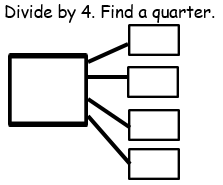 Divide by 4. Find a quarter.